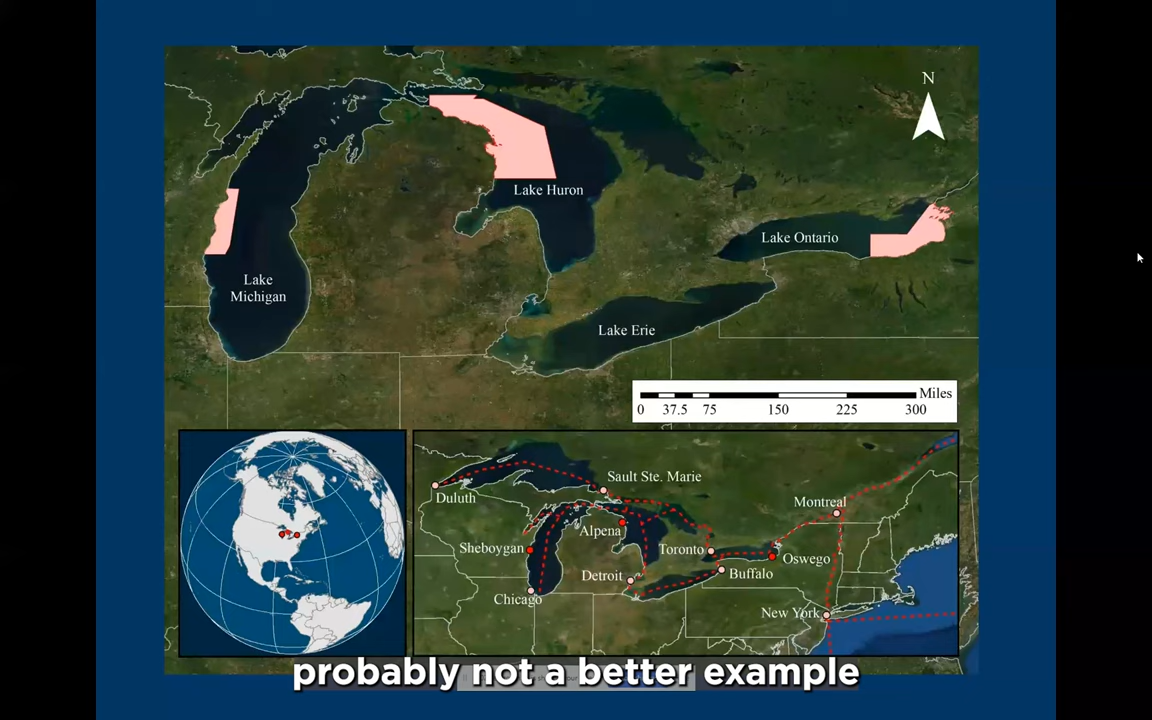 N
Lake Huron
Lake Ontario
Lake
Michigan
Lake Erie
Miles
0 37.5 75 150 225 300
Sault Ste. Marie
Duluth
Montreal
Alpena
Sheboygan
Toronto
Oswego
Detroit
Buffalo
Chicago
New York
probably not a better example